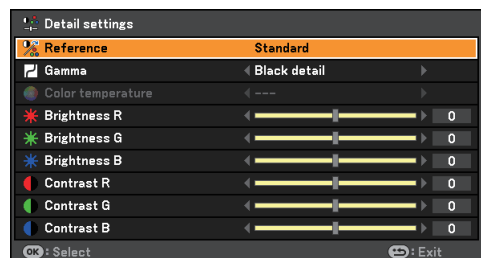 Detail settings
Reference Standard
Gamma Black detail
Color temperature ---
Brightness R 0
Brightness G 0
Brightness B 0
Contrast R 0
Contrast G 0
Contrast B 0
OK : Select : Exit